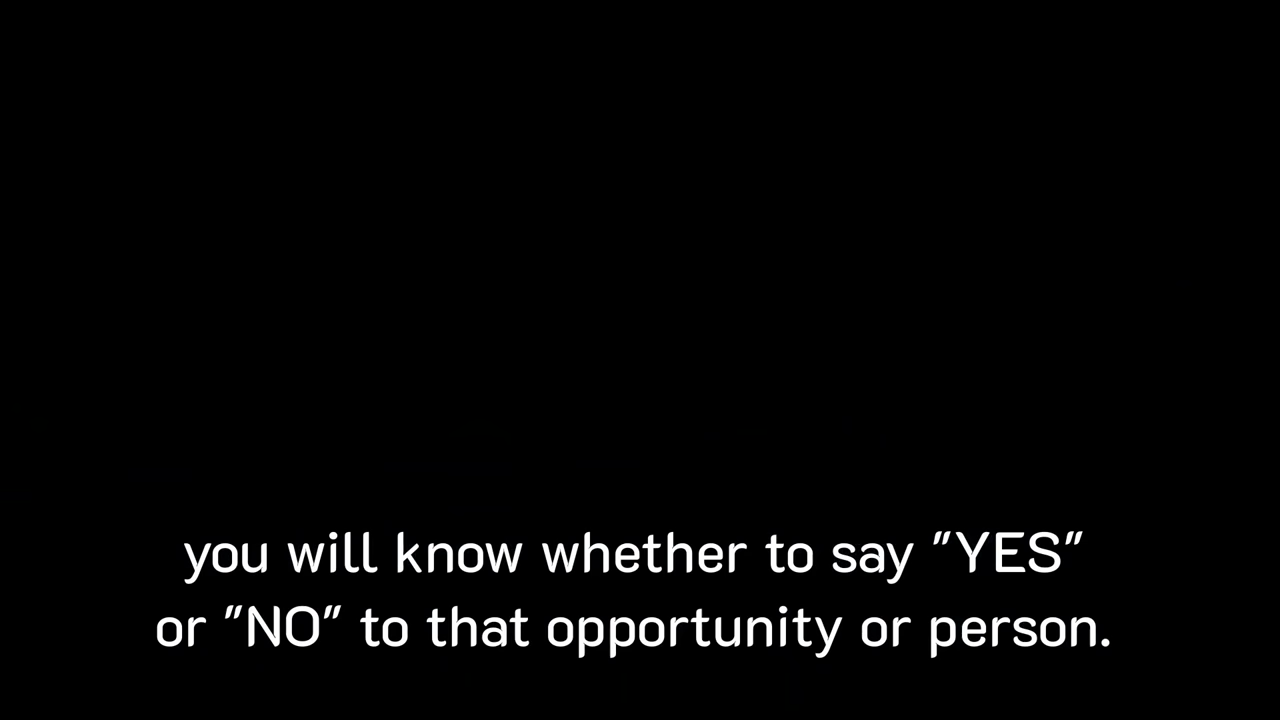 you will know whether to say "YES"
or "NO" to that opportunity or person.